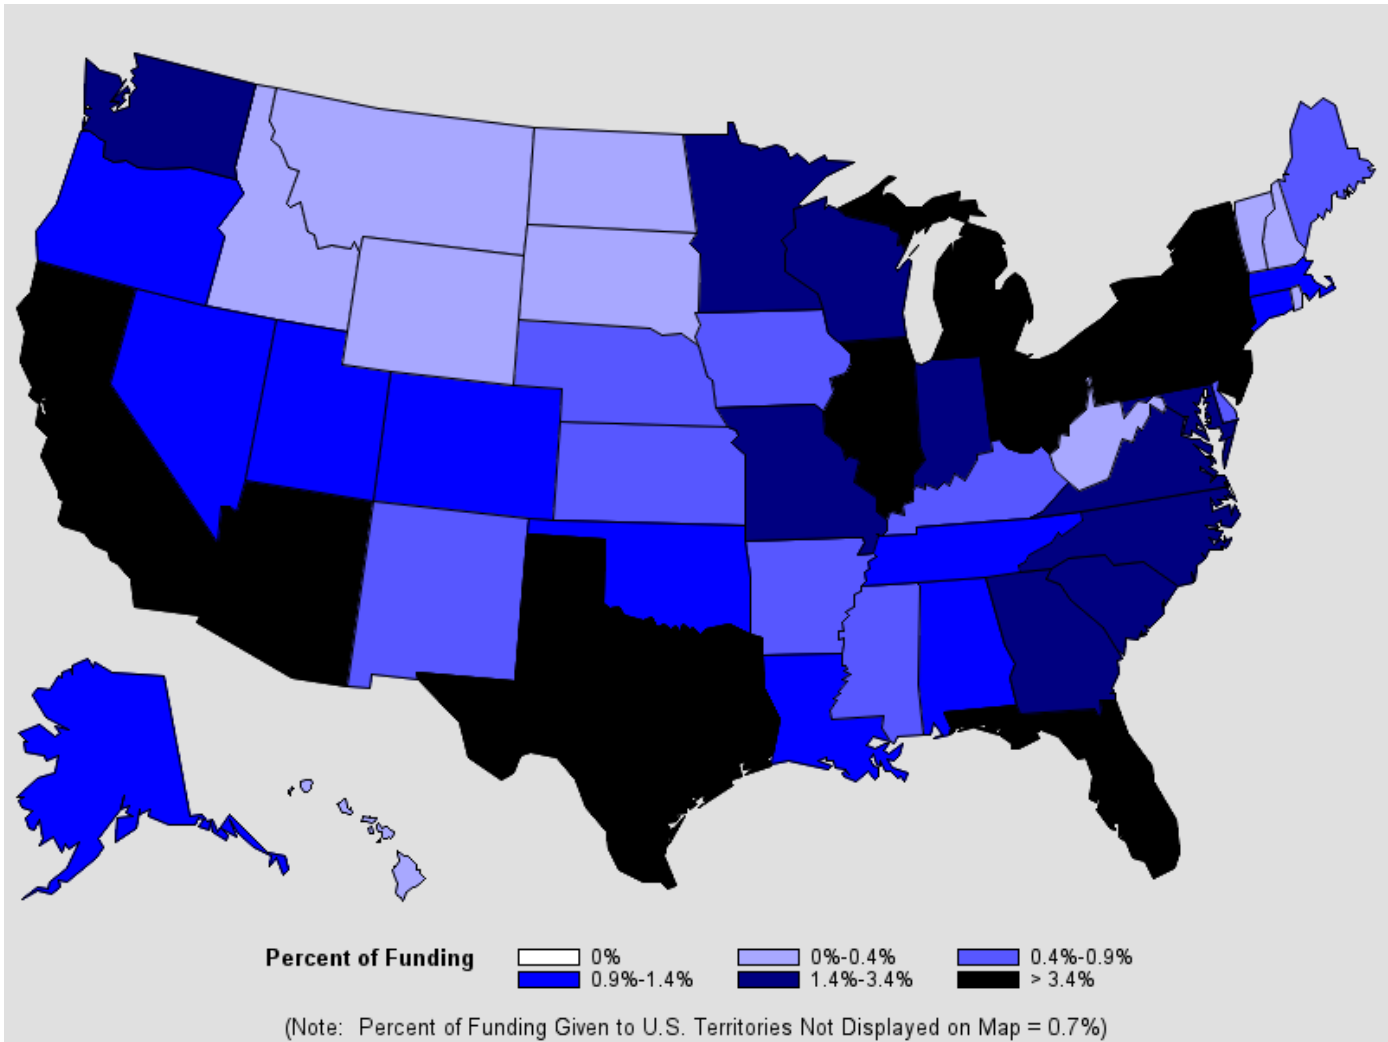 Percent of Funding 0% 0%-0.4% 0.4%-0.9%
0.9%-1.4% 1.4%-3.4% > 3.4%
(Note: Percent of Funding Given to U.S. Territories Not Displayed on Map = 0.7%)